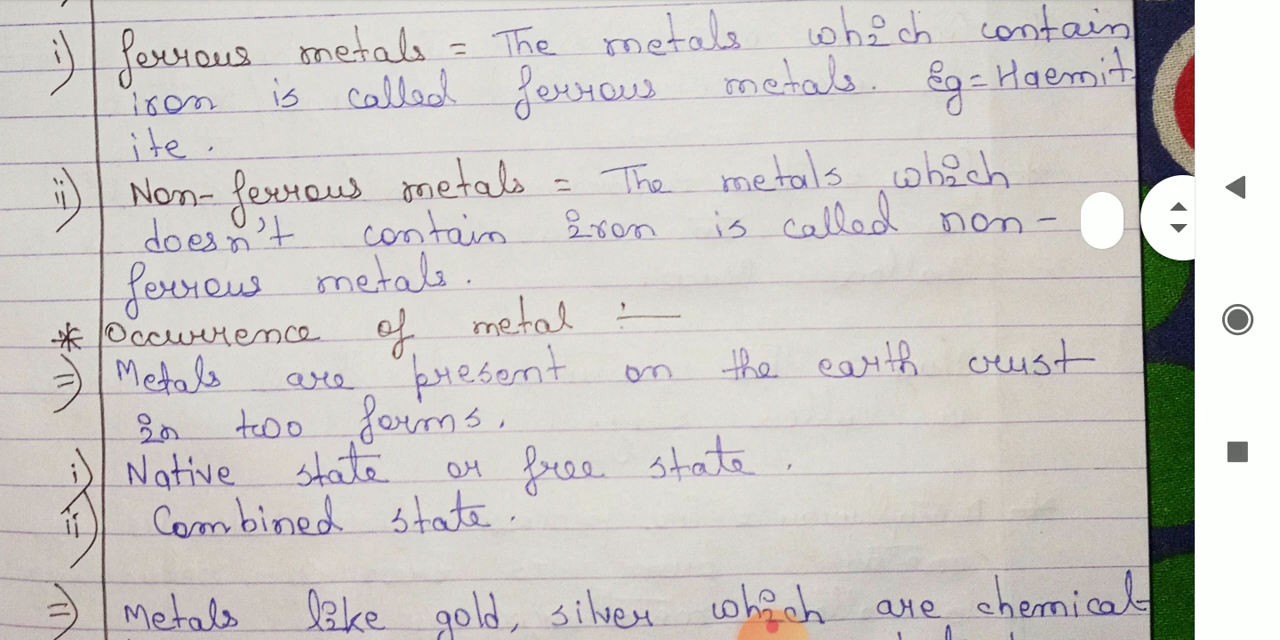 i) ferrous metals = The metals which contain
iron is called ferrous metals. Eg = Haemit
ite.
ii) Non-ferrous metals = The metals which
doesn't contain iron is called non-
ferrous metals.
* Occurrence of metal :—
⇒ Metals are present on the earth crust
in two forms.
i) Native state or free state.
ii) Combined state.
⇒ Metals like gold, silver which are chemical-